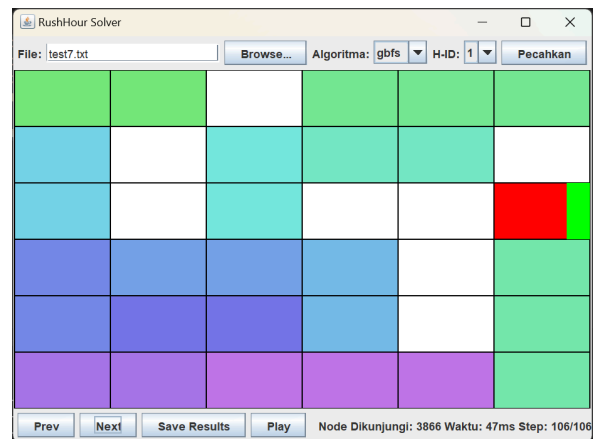 RushHour Solver
File: test7.txt Browse... Algoritma: gbfs H-ID: 1 Pecahkan
Prev Next Save Results Play Node Dikunjungi: 3866 Waktu: 47ms Step: 106/106